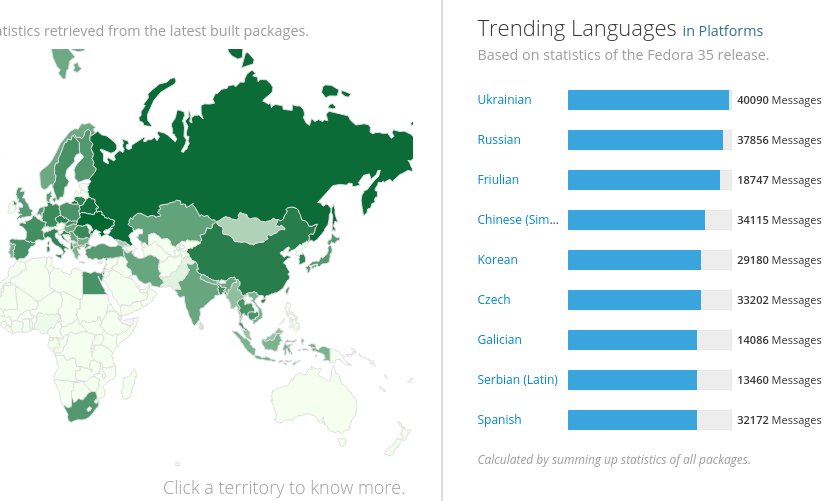 atistics retrieved from the latest built packages.
Click a territory to know more.
Trending Languages in Platforms
Based on statistics of the Fedora 35 release.
Ukrainian 40090 Messages
Russian 37856 Messages
Friulian 18747 Messages
Chinese (Sim... 34115 Messages
Korean 29180 Messages
Czech 33202 Messages
Galician 14086 Messages
Serbian (Latin) 13460 Messages
Spanish 32172 Messages
Calculated by summing up statistics of all packages.